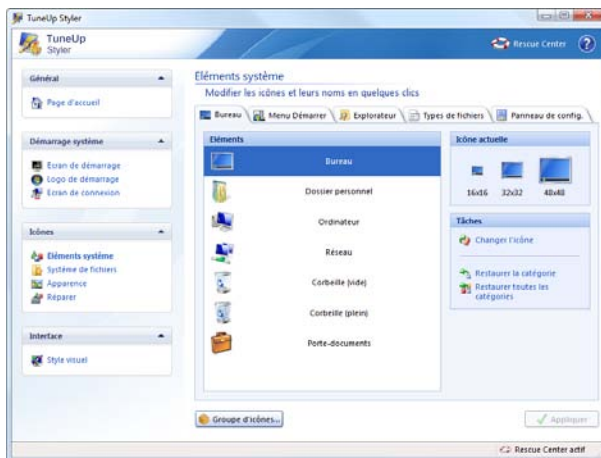 TuneUp Styler
TuneUp
Styler
Rescue Center
Général
Page d'accueil
Démarrage système
Ecran de démarrage
Logo de démarrage
Ecran de connexion
Icônes
Eléments système
Système de fichiers
Apparence
Réparer
Interface
Style visuel
Eléments système
Modifier les icônes et leurs noms en quelques clics
Bureau
Menu Démarrer
Explorateur
Types de fichiers
Panneau de config.
Eléments
Bureau
Dossier personnel
Ordinateur
Réseau
Corbeille (vide)
Corbeille (plein)
Porte-documents
Icône actuelle
16x16 32x32 48x48
Tâches
Changer l'icône
Restaurer la catégorie
Restaurer toutes les
catégories
Groupe d'icônes...
Appliquer
Rescue Center actif